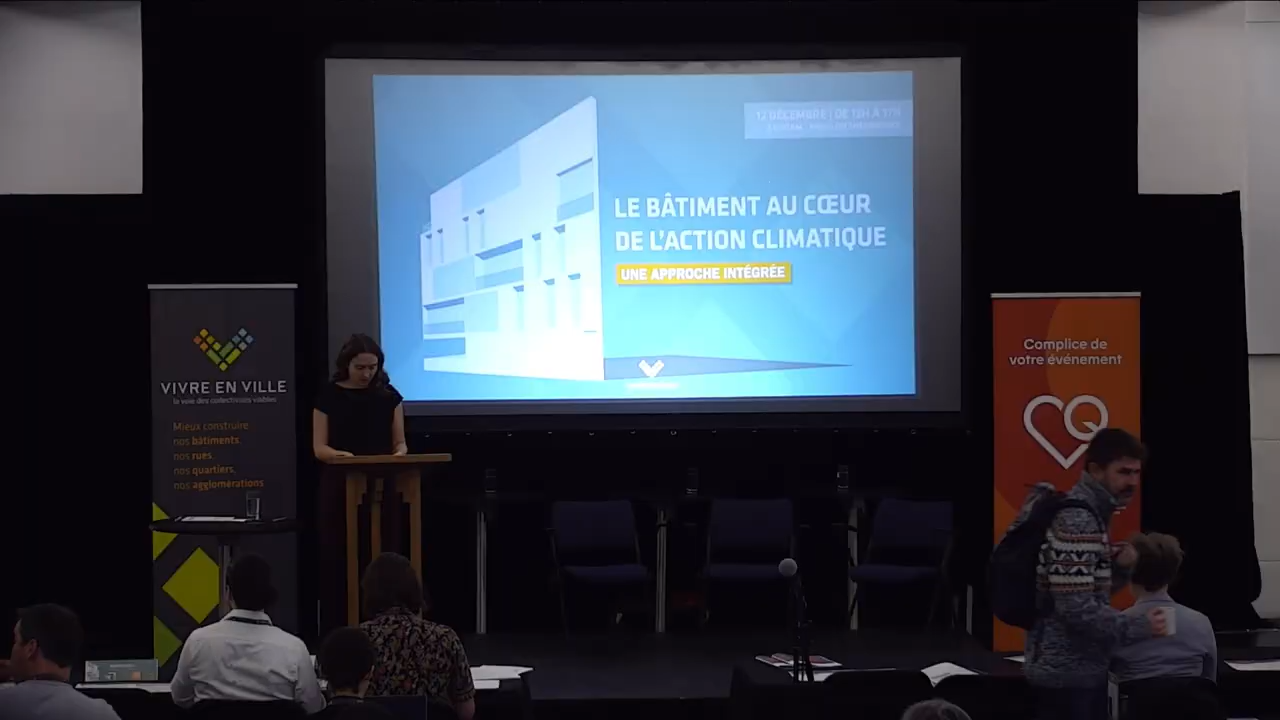 12 DÉCEMBRE | DE 13H À 17H
LE BÂTIMENT AU CŒUR
DE L'ACTION CLIMATIQUE
UNE APPROCHE INTÉGRÉE
VIVRE EN VILLE
la voie des collectivités viables
Mieux construire
nos bâtiments,
nos rues,
nos quartiers,
nos agglomérations
Complice de
votre événement